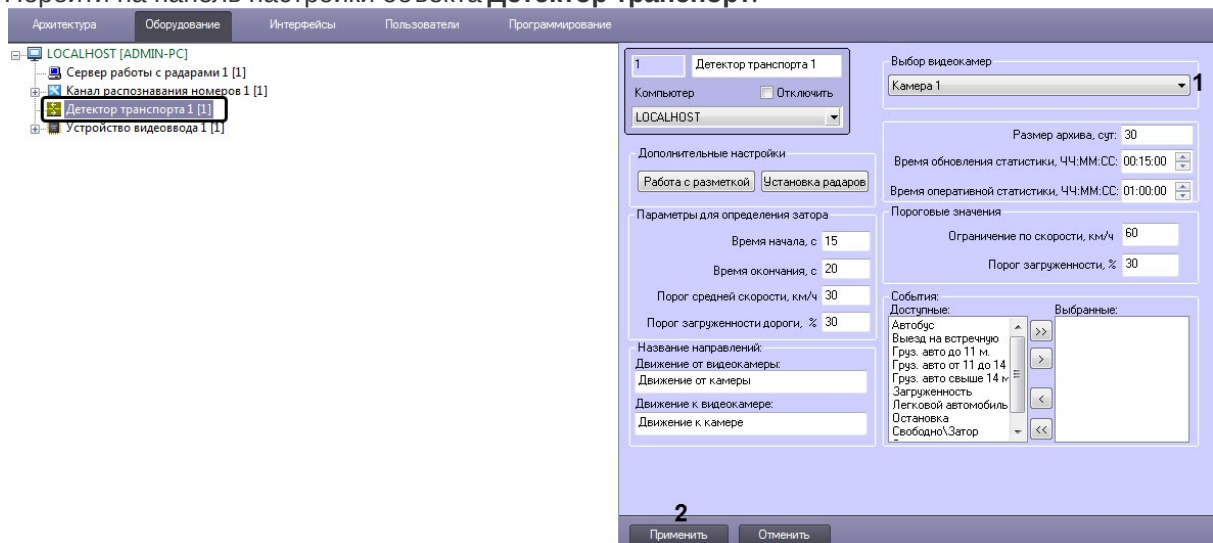 Перейти на панель настройки объекта Детектор транспорт.
Архитектура Оборудование Интерфейсы Пользователи Программирование
LOCALHOST [ADMIN-PC]
Сервер работы с радарами 1 [1]
Канал распознавания номеров 1 [1]
Детектор транспорта 1 [1]
Устройство видеоввода 1 [1]
1 Детектор транспорта 1
Компьютер Отключить
LOCALHOST
Дополнительные настройки
Работа с разметкой Установка радаров
Параметры для определения затора
Время начала, с 15
Время окончания, с 20
Порог средней скорости, км/ч 30
Порог загруженности дороги, % 30
Название направлений:
Движение от видеокамеры:
Движение от камеры
Движение к видеокамере:
Движение к камере
Выбор видеокамер
Камера 1 1
Размер архива, сут: 30
Время обновления статистики, ЧЧ:ММ:СС: 00:15:00
Время оперативной статистики, ЧЧ:ММ:СС: 01:00:00
Пороговые значения
Ограничение по скорости, км/ч 60
Порог загруженности, % 30
События:
Доступные: Выбранные:
Автобус
Выезд на встречную
Груз. авто до 11 м.
Груз. авто от 11 до 14
Груз. авто свыше 14 м
Загруженность
Легковой автомобиль
Остановка
Свободно\Затор
>>
>
<
<<
2
Применить Отменить